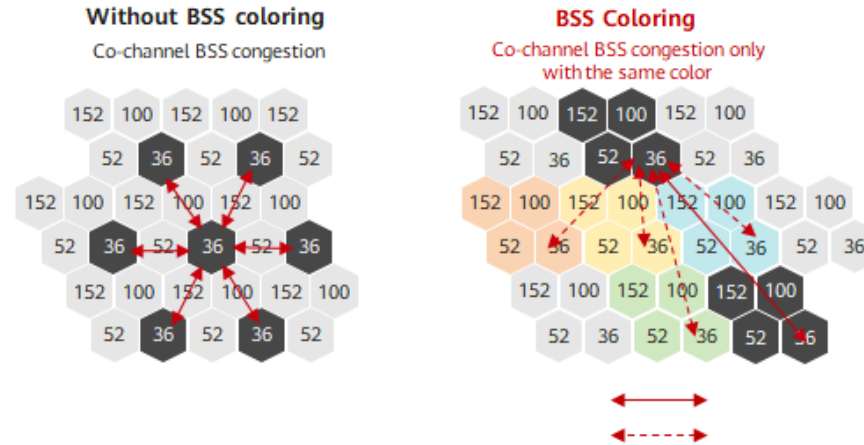 Without BSS coloring
Co-channel BSS congestion
152 100 152 100 152
52 36 52 36 52
152 100 152 100 152 100
52 36 52 36 52 36
152 100 152 100 152 100
52 36 52 36 52
BSS Coloring
Co-channel BSS congestion only
with the same color
152 100 152 100 152 100
52 36 52 36 52 36
152 100 152 100 152 100 152 100
52 36 52 36 52 36 52 36
152 100 152 100 152 100
52 36 52 36 52 36